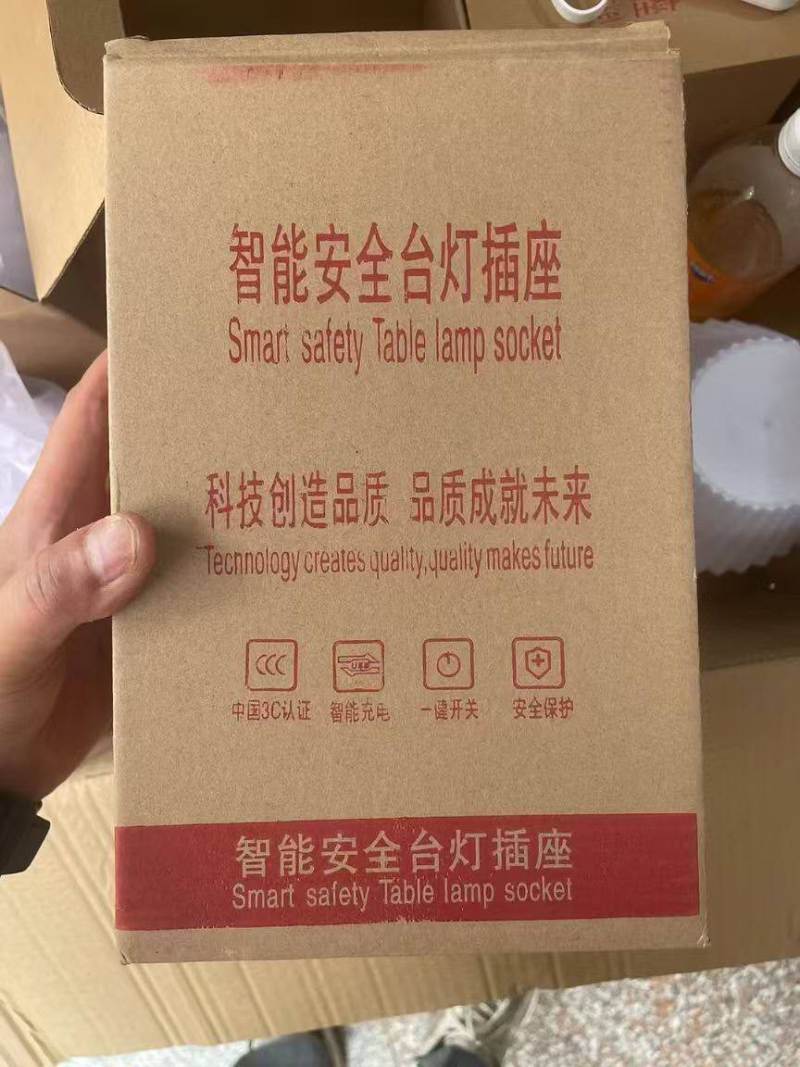 智能安全台灯插座
Smart safety Table lamp socket
科技创造品质 品质成就未来
Technology creates quality,quality makes future
CCC
USB
中国3C认证 智能充电 一键开关 安全保护
智能安全台灯插座
Smart safety Table lamp socket